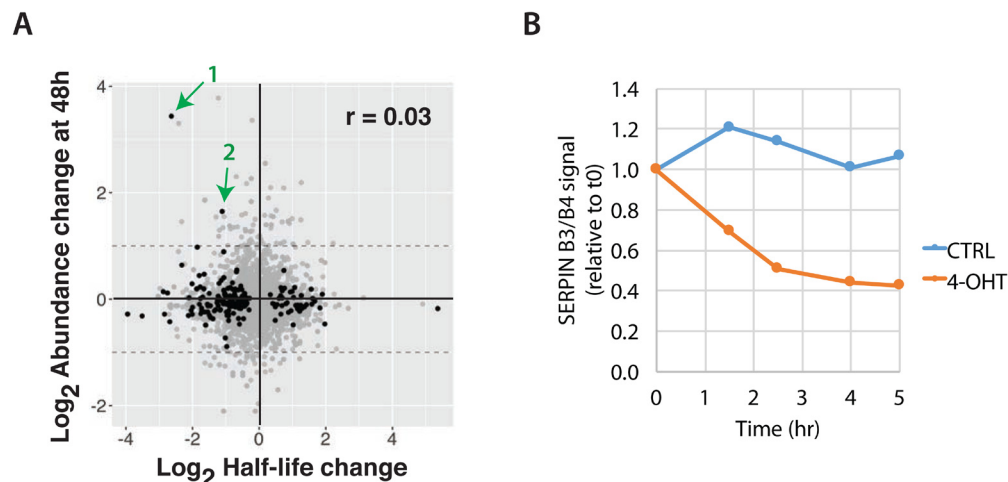 A
Log2 Abundance change at 48h
4
2
0
-2
-4
-2
0
2
4
Log2 Half-life change
r = 0.03
1
2
B
SERPIN B3/B4 signal
(relative to t0)
1.4
1.2
1.0
0.8
0.6
0.4
0.2
0.0
0
1
2
3
4
5
Time (hr)
CTRL
4-OHT